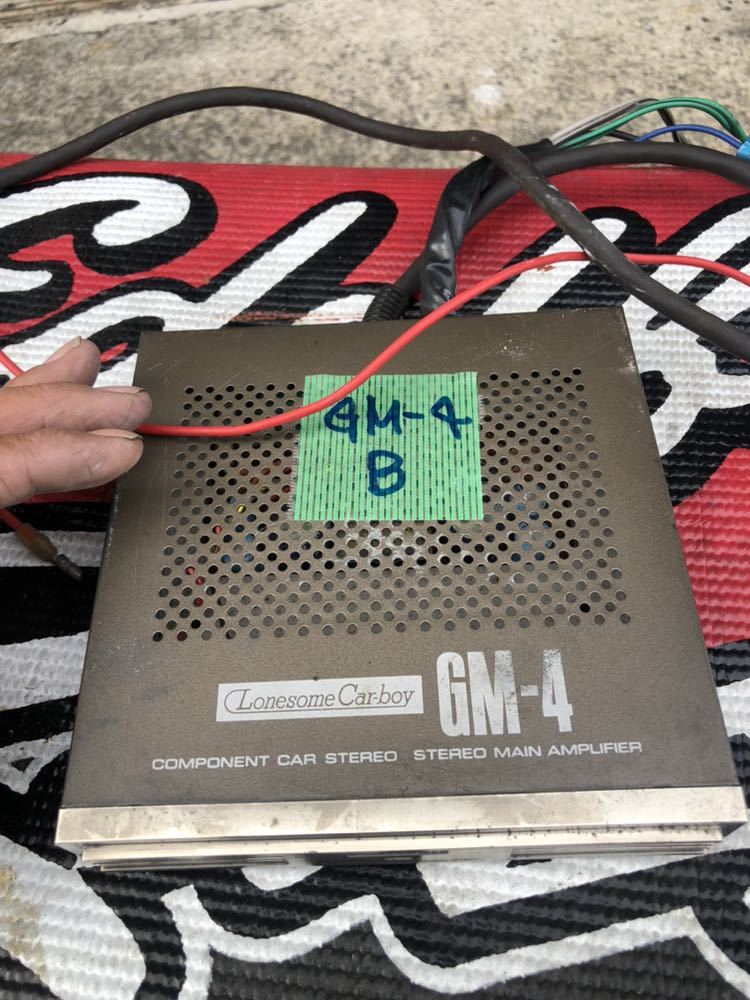 GM-4
B
Lonesome Car-boy
GM-4
COMPONENT CAR STEREO STEREO MAIN AMPLIFIER